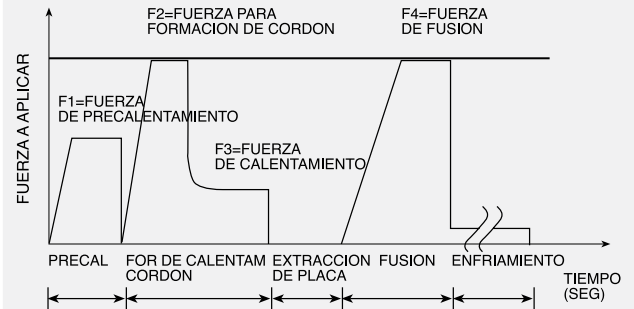 F2=FUERZA PARA
FORMACION DE CORDON
F4=FUERZA
DE FUSION
FUERZA A APLICAR
F1=FUERZA
DE PRECALENTAMIENTO
F3=FUERZA
DE CALENTAMIENTO
PRECAL
FOR DE CALENTAM
CORDON
EXTRACCION
DE PLACA
FUSION
ENFRIAMIENTO
TIEMPO
(SEG)